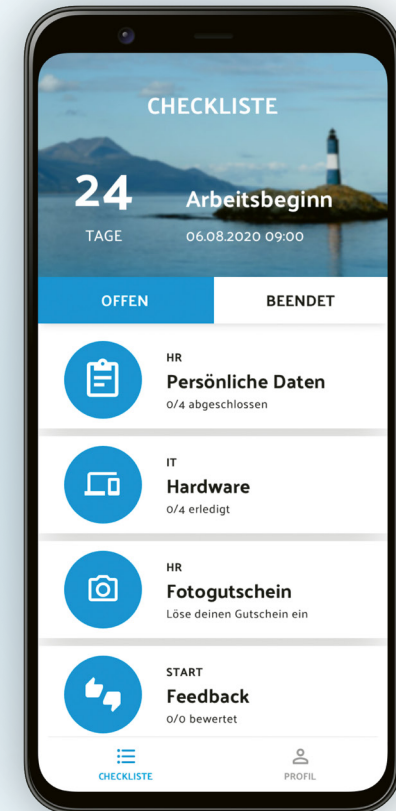 CHECKLISTE
24
Arbeitsbeginn
TAGE
06.08.2020 09:00
OFFEN
BEENDET
HR
Persönliche Daten
0/4 abgeschlossen
IT
Hardware
0/4 erledigt
HR
Fotogutschein
Löse deinen Gutschein ein
START
Feedback
0/0 bewertet
CHECKLISTE
PROFIL